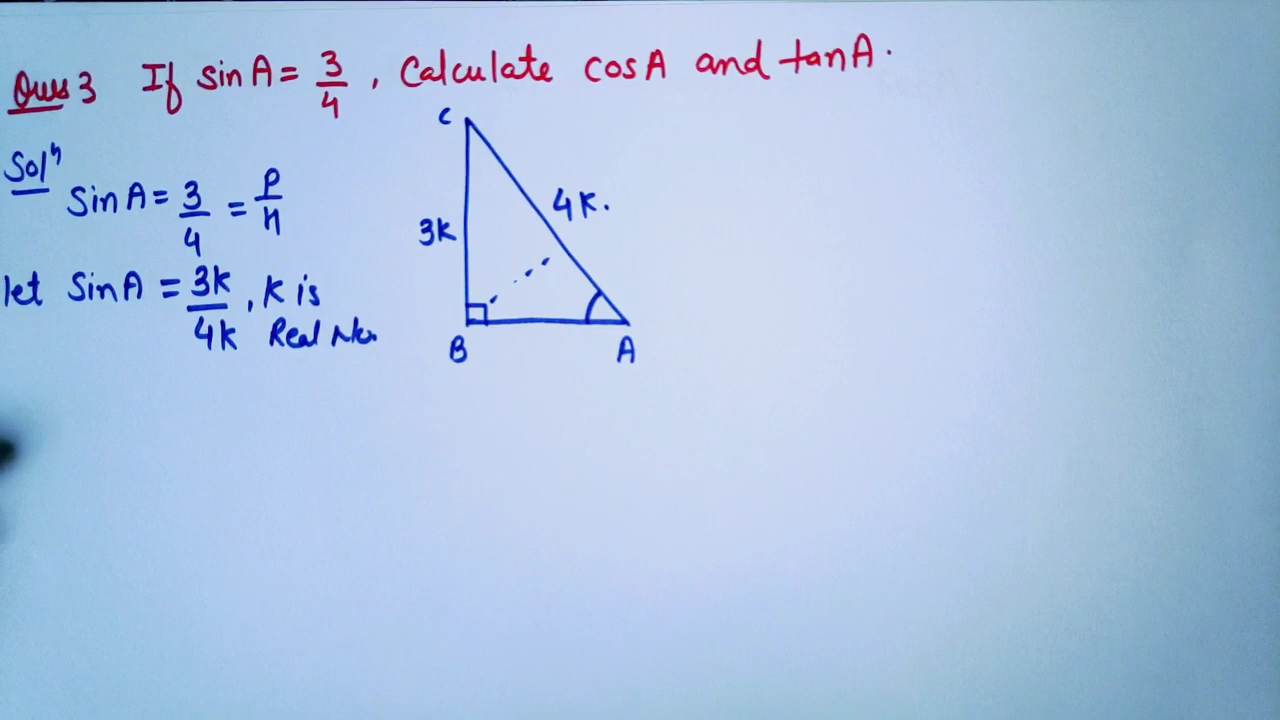 Ques 3 If sin A = 3/4, Calculate cos A and tan A.
Solⁿ
Sin A = 3/4 = P/H
let Sin A = 3k/4k, k is
Real No.
C
3k
4k.
B
A